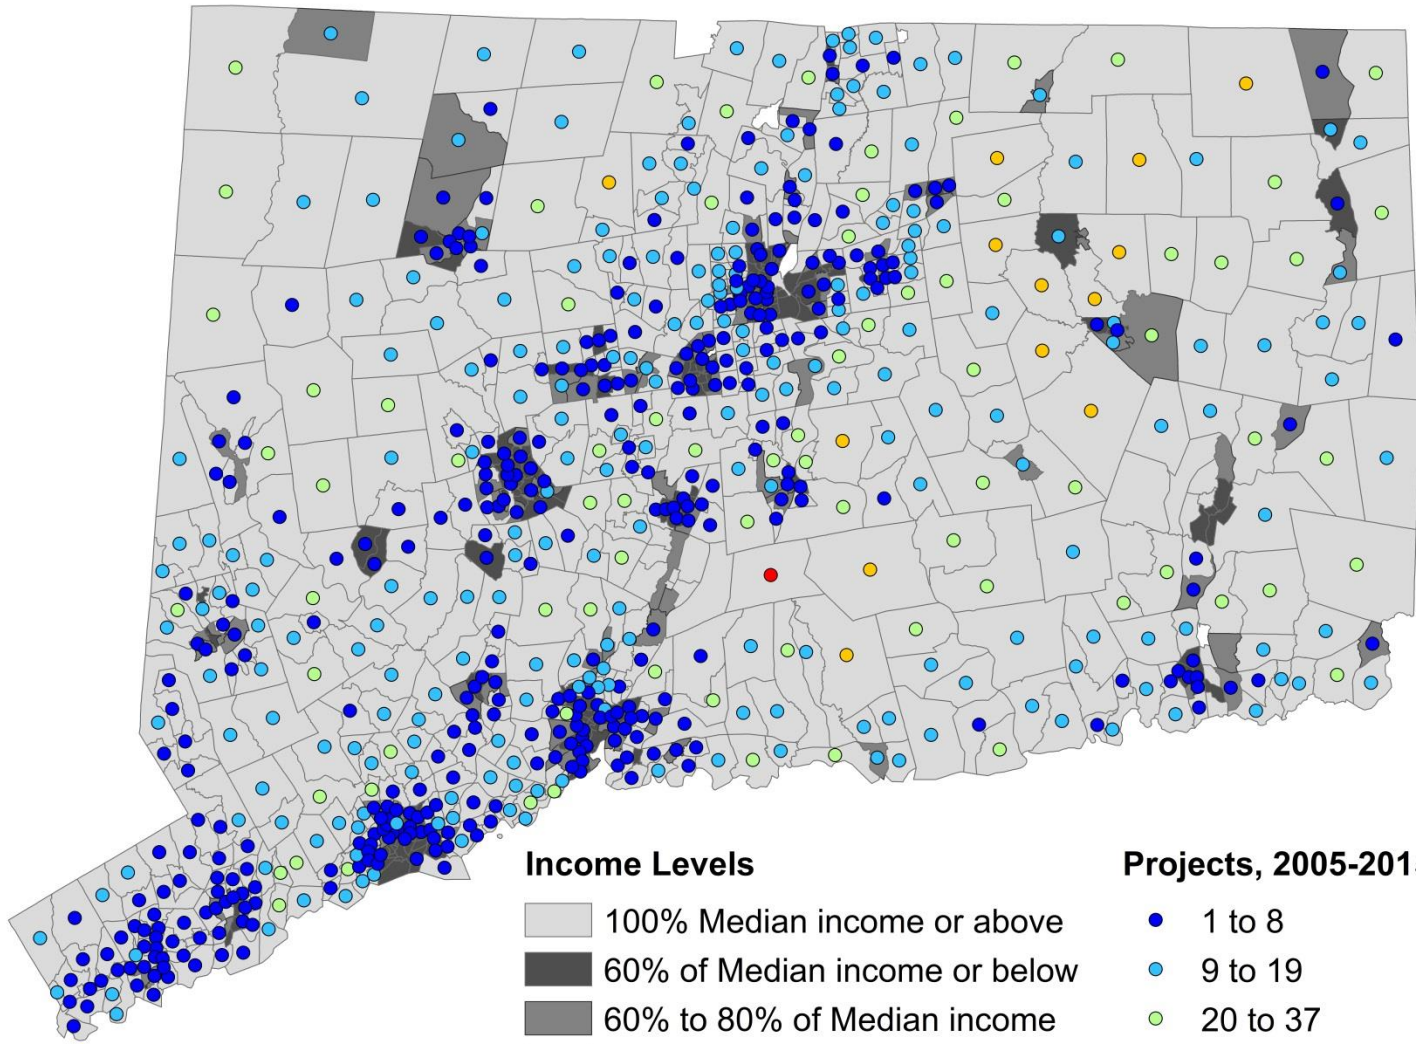 Income Levels
100% Median income or above
60% of Median income or below
60% to 80% of Median income
Projects, 2005-201
1 to 8
9 to 19
20 to 37